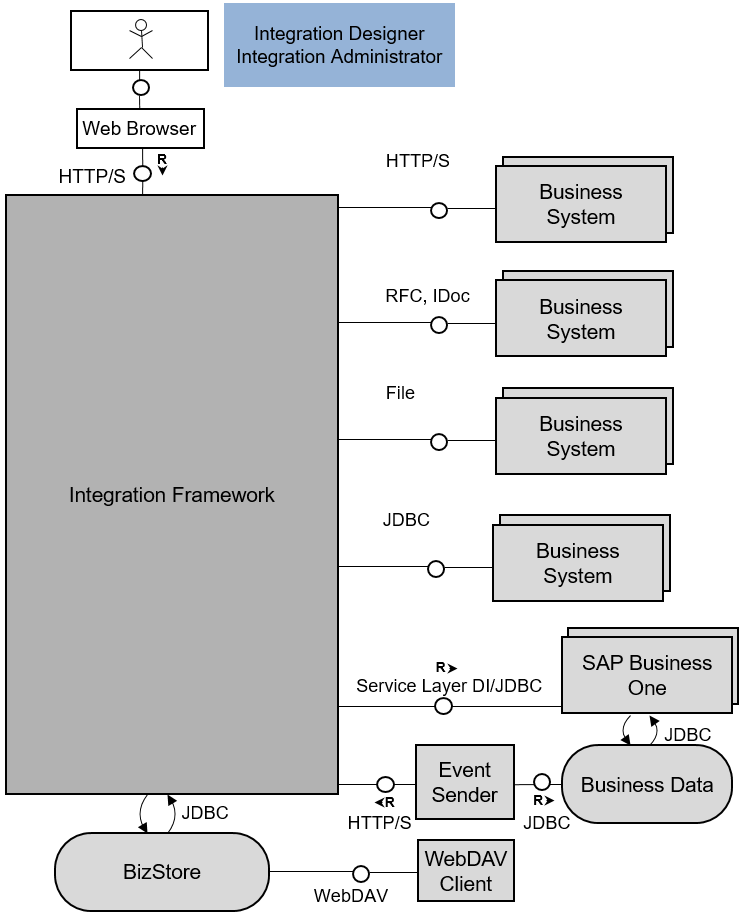 Integration Designer
Integration Administrator
Web Browser
R
HTTP/S
HTTP/S
Business
System
RFC, IDoc
Business
System
File
Business
System
Integration Framework
JDBC
Business
System
R
Service Layer DI/JDBC
SAP Business
One
JDBC
Event
Sender
Business Data
R
HTTP/S
R
JDBC
JDBC
BizStore
WebDAV
WebDAV
Client